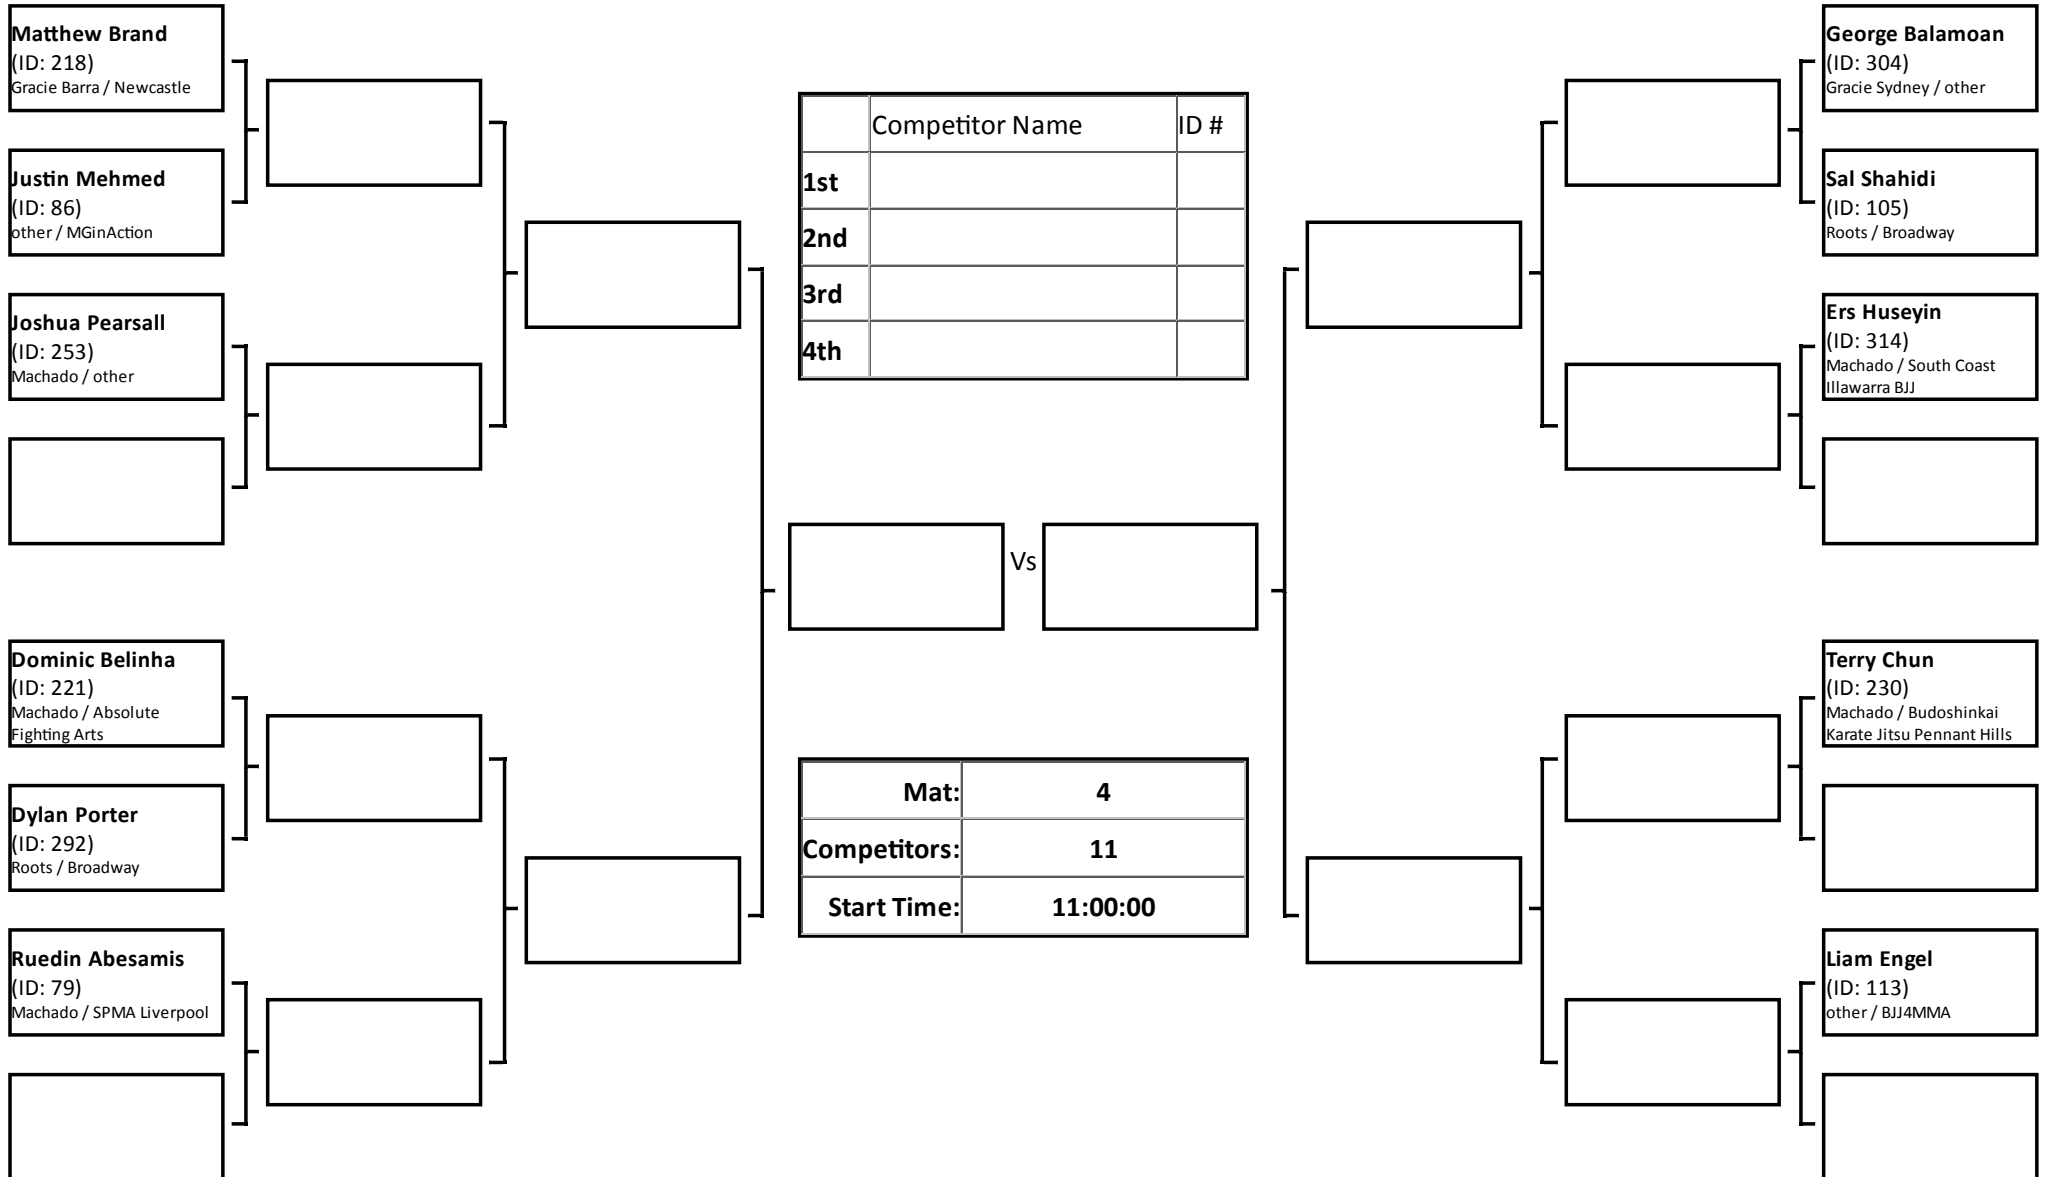 Matthew Brand
(ID: 218)
Gracie Barra / Newcastle
Justin Mehmed
(ID: 86)
other / MGinAction
Joshua Pearsall
(ID: 253)
Machado / other
Dominic Belinha
(ID: 221)
Machado / Absolute
Fighting Arts
Dylan Porter
(ID: 292)
Roots / Broadway
Ruedin Abesamis
(ID: 79)
Machado / SPMA Liverpool
Competitor Name ID #
1st
2nd
3rd
4th
Vs
Mat: 4
Competitors: 11
Start Time: 11:00:00
George Balamoan
(ID: 304)
Gracie Sydney / other
Sal Shahidi
(ID: 105)
Roots / Broadway
Ers Huseyin
(ID: 314)
Machado / South Coast
Illawarra BJJ
Terry Chun
(ID: 230)
Machado / Budoshinkai
Karate Jitsu Pennant Hills
Liam Engel
(ID: 113)
other / BJJ4MMA